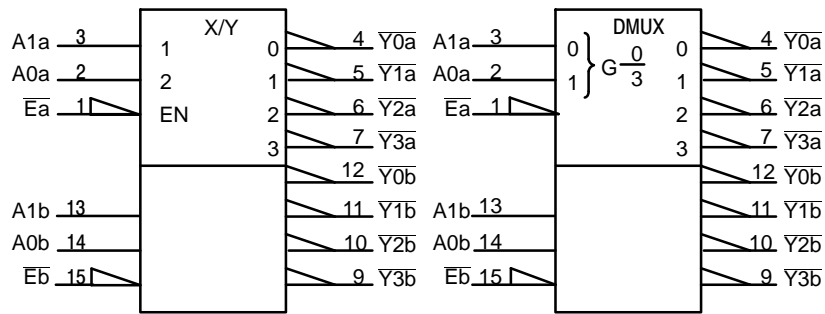 X/Y
A1a 3 1 0 4 Y0a
A0a 2 2 1 5 Y1a
Ea 1 EN 2 6 Y2a
3 7 Y3a
12 Y0b
A1b 13 11 Y1b
A0b 14 10 Y2b
Eb 15 9 Y3b
DMUX
A1a 3 0 0 4 Y0a
A0a 2 1 } G 0/3 1 5 Y1a
Ea 1 2 6 Y2a
3 7 Y3a
12 Y0b
A1b 13 11 Y1b
A0b 14 10 Y2b
Eb 15 9 Y3b